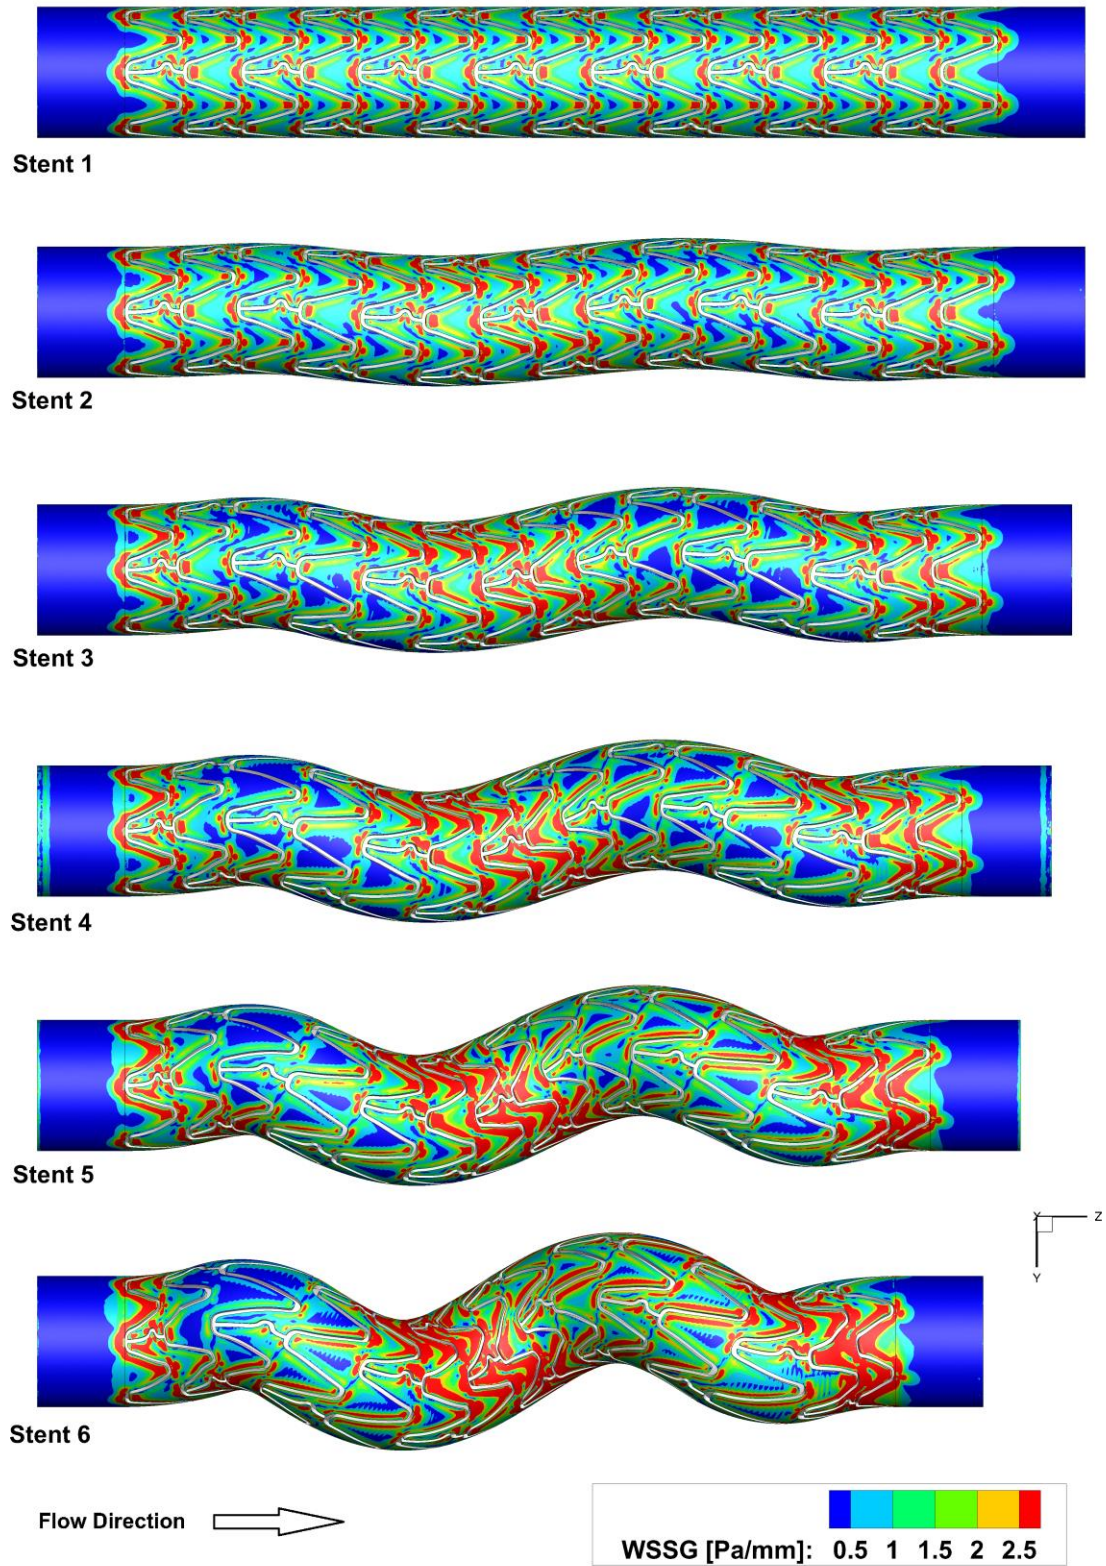 Stent 1
Stent 2
Stent 3
Stent 4
Stent 5
X
Z
Y
Stent 6
Flow Direction
WSSG [Pa/mm]: 0.5 1 1.5 2 2.5